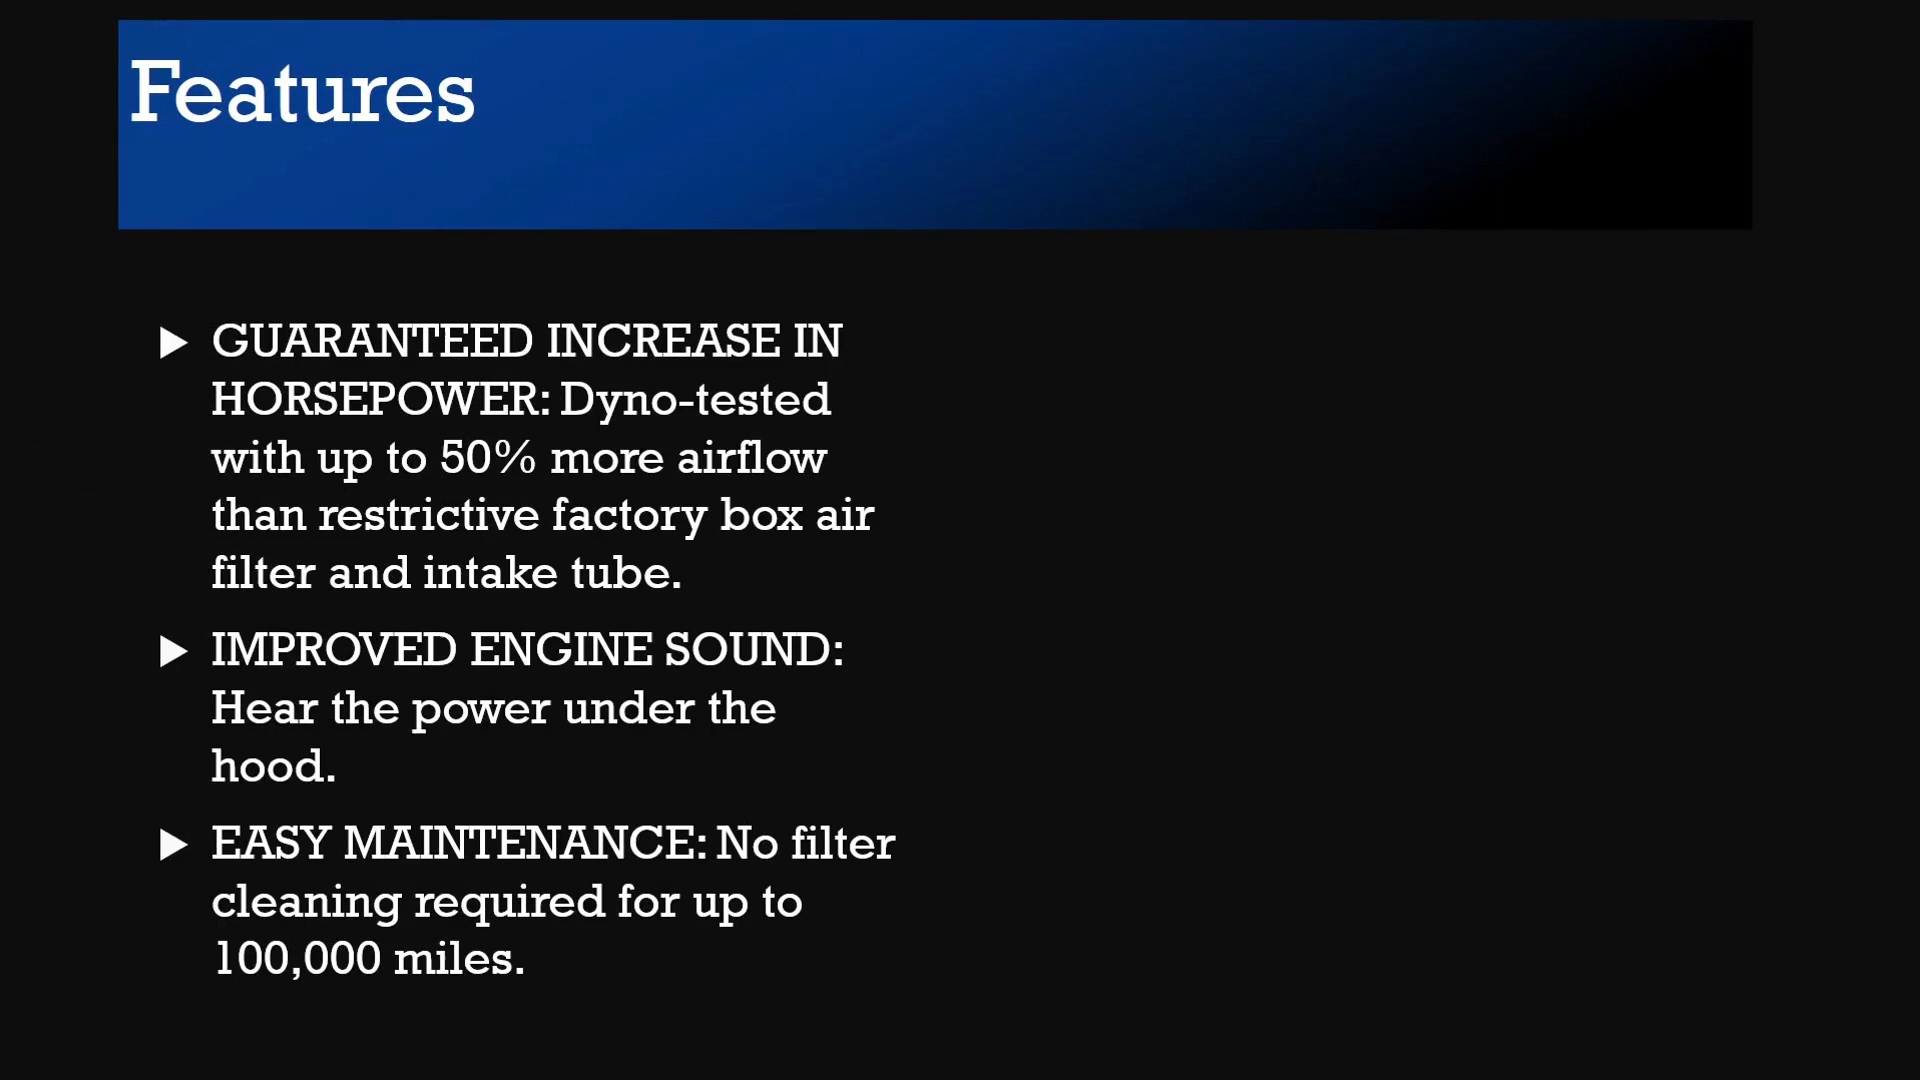 Features
GUARANTEED INCREASE IN
HORSEPOWER: Dyno-tested
with up to 50% more airflow
than restrictive factory box air
filter and intake tube.
IMPROVED ENGINE SOUND:
Hear the power under the
hood.
EASY MAINTENANCE: No filter
cleaning required for up to
100,000 miles.